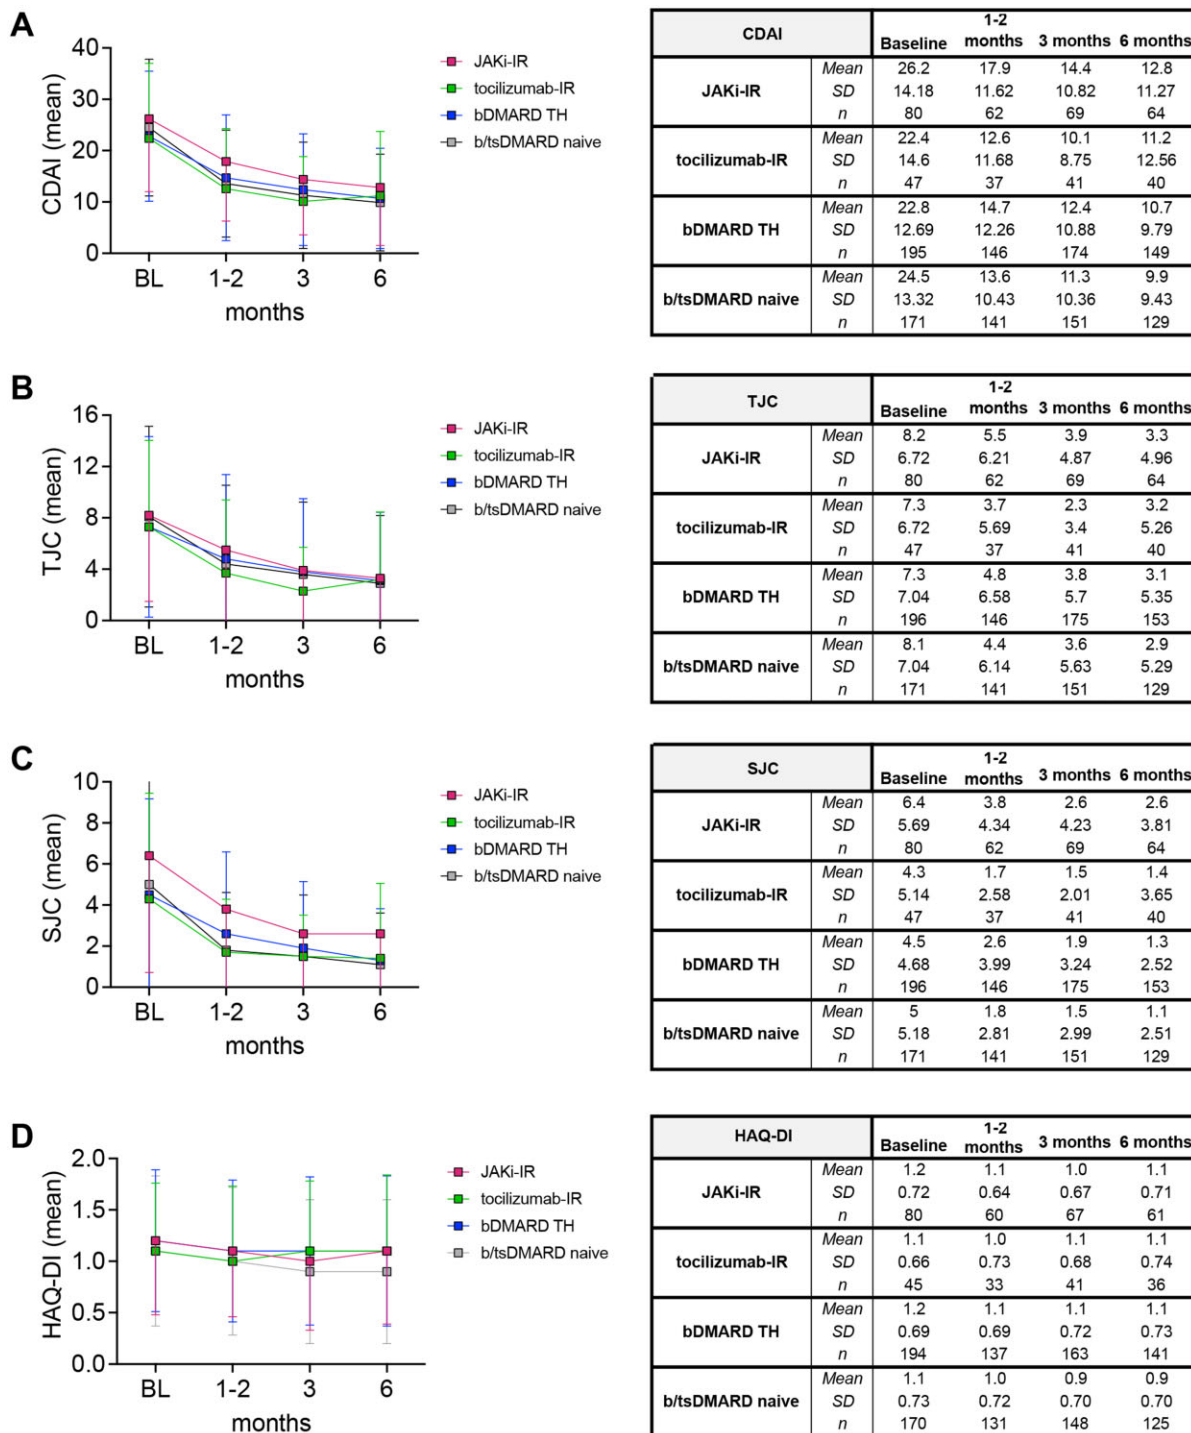 A
CDAI (mean)
40
30
20
10
0
BL 1-2 3 6
months
JAKi-IR
tocilizumab-IR
bDMARD TH
b/tsDMARD naive
CDAI Baseline 1-2 months 3 months 6 months
JAKi-IR Mean 26.2 17.9 14.4 12.8
SD 14.18 11.62 10.82 11.27
n 80 62 69 64
tocilizumab-IR Mean 22.4 12.6 10.1 11.2
SD 14.6 11.68 8.75 12.56
n 47 37 41 40
bDMARD TH Mean 22.8 14.7 12.4 10.7
SD 12.69 12.26 10.88 9.79
n 195 146 174 149
b/tsDMARD naive Mean 24.5 13.6 11.3 9.9
SD 13.32 10.43 10.36 9.43
n 171 141 151 129
B
TJC (mean)
16
12
8
4
0
BL 1-2 3 6
months
JAKi-IR
tocilizumab-IR
bDMARD TH
b/tsDMARD naive
TJC Baseline 1-2 months 3 months 6 months
JAKi-IR Mean 8.2 5.5 3.9 3.3
SD 6.72 6.21 4.87 4.96
n 80 62 69 64
tocilizumab-IR Mean 7.3 3.7 2.3 3.2
SD 6.72 5.69 3.4 5.26
n 47 37 41 40
bDMARD TH Mean 7.3 4.8 3.8 3.1
SD 7.04 6.58 5.7 5.35
n 196 146 175 153
b/tsDMARD naive Mean 8.1 4.4 3.6 2.9
SD 7.04 6.14 5.63 5.29
n 171 141 151 129
C
SJC (mean)
10
8
6
4
2
0
BL 1-2 3 6
months
JAKi-IR
tocilizumab-IR
bDMARD TH
b/tsDMARD naive
SJC Baseline 1-2 months 3 months 6 months
JAKi-IR Mean 6.4 3.8 2.6 2.6
SD 5.69 4.34 4.23 3.81
n 80 62 69 64
tocilizumab-IR Mean 4.3 1.7 1.5 1.4
SD 5.14 2.58 2.01 3.65
n 47 37 41 40
bDMARD TH Mean 4.5 2.6 1.9 1.3
SD 4.68 3.99 3.24 2.52
n 196 146 175 153
b/tsDMARD naive Mean 5 1.8 1.5 1.1
SD 5.18 2.81 2.99 2.51
n 171 141 151 129
D
HAQ-DI (mean)
2.0
1.5
1.0
0.5
0.0
BL 1-2 3 6
months
JAKi-IR
tocilizumab-IR
bDMARD TH
b/tsDMARD naive
HAQ-DI Baseline 1-2 months 3 months 6 months
JAKi-IR Mean 1.2 1.1 1.0 1.1
SD 0.72 0.64 0.67 0.71
n 80 60 67 61
tocilizumab-IR Mean 1.1 1.0 1.1 1.1
SD 0.66 0.73 0.68 0.74
n 45 33 41 36
bDMARD TH Mean 1.2 1.1 1.1 1.1
SD 0.69 0.69 0.72 0.73
n 194 137 163 141
b/tsDMARD naive Mean 1.1 1.0 0.9 0.9
SD 0.73 0.72 0.70 0.70
n 170 131 148 125